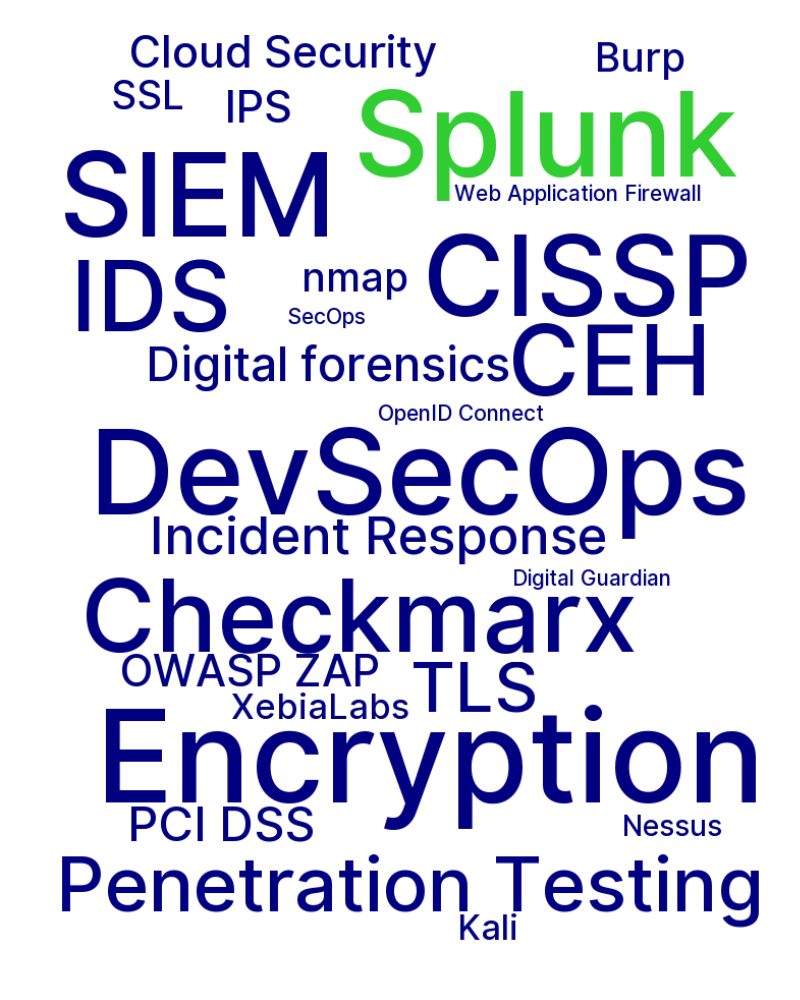 Cloud Security
Burp
SSL
IPS
Splunk
SIEM
Web Application Firewall
IDS
nmap
CISSP
SecOps
Digital forensics
CEH
OpenID Connect
DevSecOps
Incident Response
Digital Guardian
Checkmarx
OWASP ZAP
TLS
XebiaLabs
Encryption
PCI DSS
Nessus
Penetration Testing
Kali